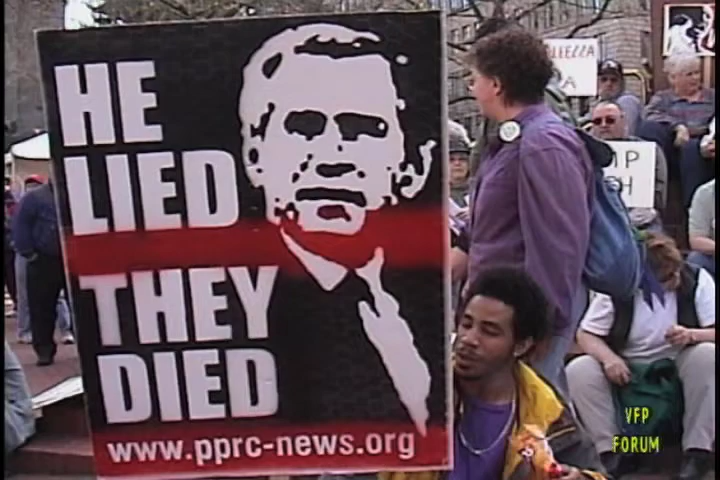 HE
LIED
THEY
DIED
www.pprc-news.org
VFP
FORUM